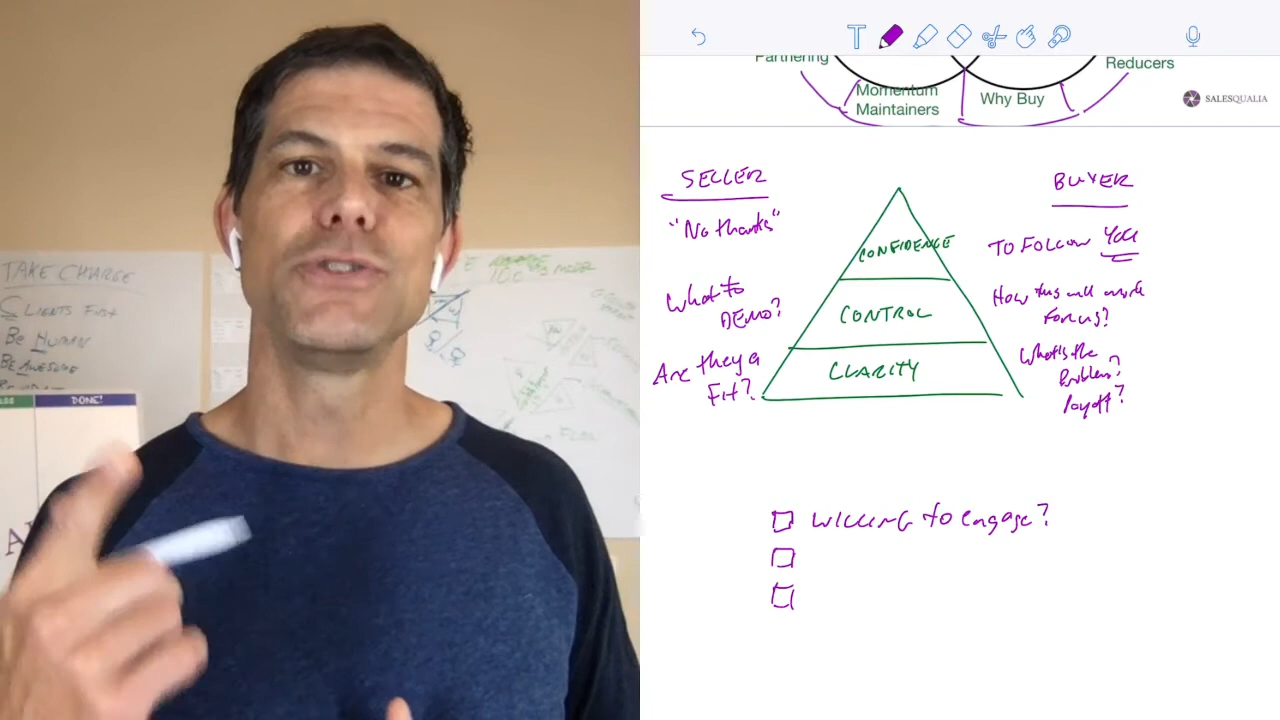 TAKE CHARGE
CLIENTS FIRST
BE HUMAN
BE AWESOME
DONE!
T
Partnering
Momentum
Maintainers
Why Buy
Reducers
SALESQUALIA
SELLER
"No thanks"
What to
DEMO?
Are they a
Fit?
CONFIDENCE
CONTROL
CLARITY
BUYER
TO FOLLOW YOU
How this will work
for us?
What's the
Problem?
Payoff?
WILLING to engage?